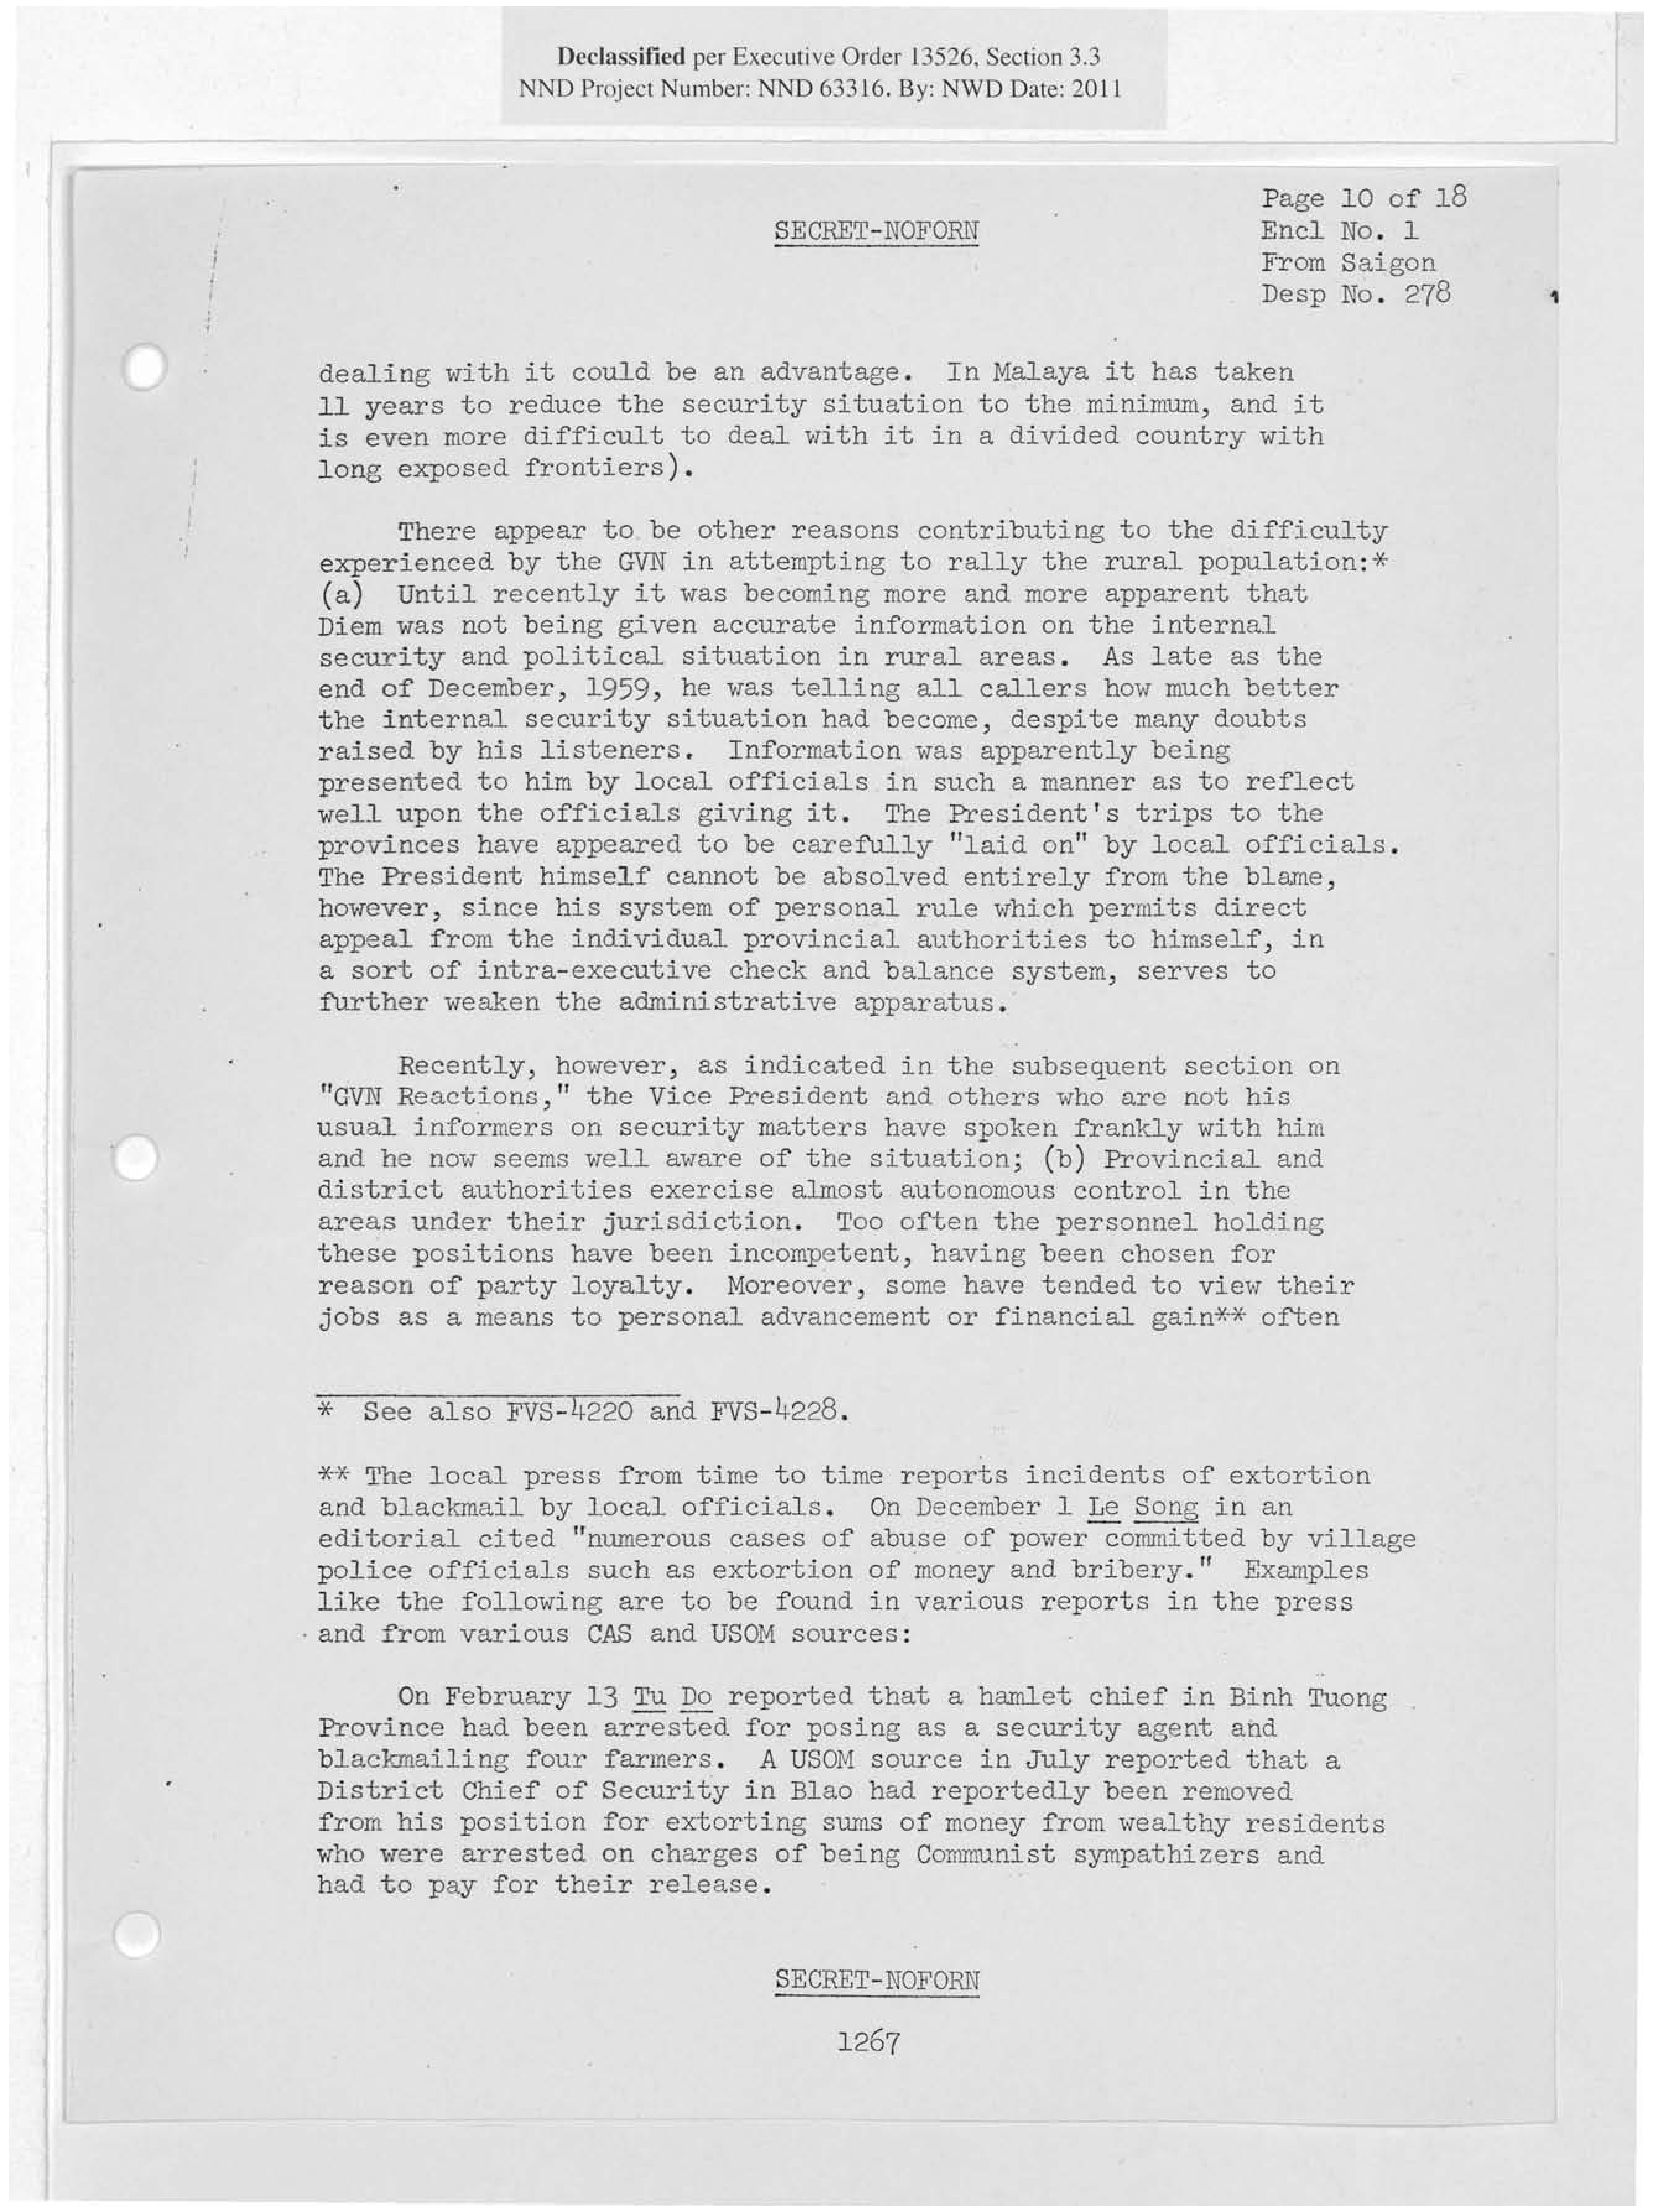 Declassified per Executive Order 13526, Section 3.3
NND Project Number: NND 63316. By: NWD Date: 2011
Page 10 of 18
SECRET-NOFORN
Encl No. 1
From Saigon
Desp No. 278
dealing with it could be an advantage. In Malaya it has taken
11 years to reduce the security situation to the minimum, and it
is even more difficult to deal with it in a divided country with
long exposed frontiers).
There appear to be other reasons contributing to the difficulty
experienced by the GVN in attempting to rally the rural population:*
(a) Until recently it was becoming more and more apparent that
Diem was not being given accurate information on the internal
security and political situation in rural areas. As late as the
end of December, 1959, he was telling all callers how much better
the internal security situation had become, despite many doubts
raised by his listeners. Information was apparently being
presented to him by local officials in such a manner as to reflect
well upon the officials giving it. The President's trips to the
provinces have appeared to be carefully "laid on" by local officials.
The President himself cannot be absolved entirely from the blame,
however, since his system of personal rule which permits direct
appeal from the individual provincial authorities to himself, in
a sort of intra-executive check and balance system, serves to
further weaken the administrative apparatus.
Recently, however, as indicated in the subsequent section on
"GVN Reactions," the Vice President and others who are not his
usual informers on security matters have spoken frankly with him
and he now seems well aware of the situation; (b) Provincial and
district authorities exercise almost autonomous control in the
areas under their jurisdiction. Too often the personnel holding
these positions have been incompetent, having been chosen for
reason of party loyalty. Moreover, some have tended to view their
jobs as a means to personal advancement or financial gain** often
* See also FVS-4220 and FVS-4228.
** The local press from time to time reports incidents of extortion
and blackmail by local officials. On December 1 Le Song in an
editorial cited "numerous cases of abuse of power committed by village
police officials such as extortion of money and bribery." Examples
like the following are to be found in various reports in the press
and from various CAS and USOM sources:
On February 13 Tu Do reported that a hamlet chief in Binh Tuong
Province had been arrested for posing as a security agent and
blackmailing four farmers. A USOM source in July reported that a
District Chief of Security in Blao had reportedly been removed
from his position for extorting sums of money from wealthy residents
who were arrested on charges of being Communist sympathizers and
had to pay for their release.
SECRET-NOFORN
1267